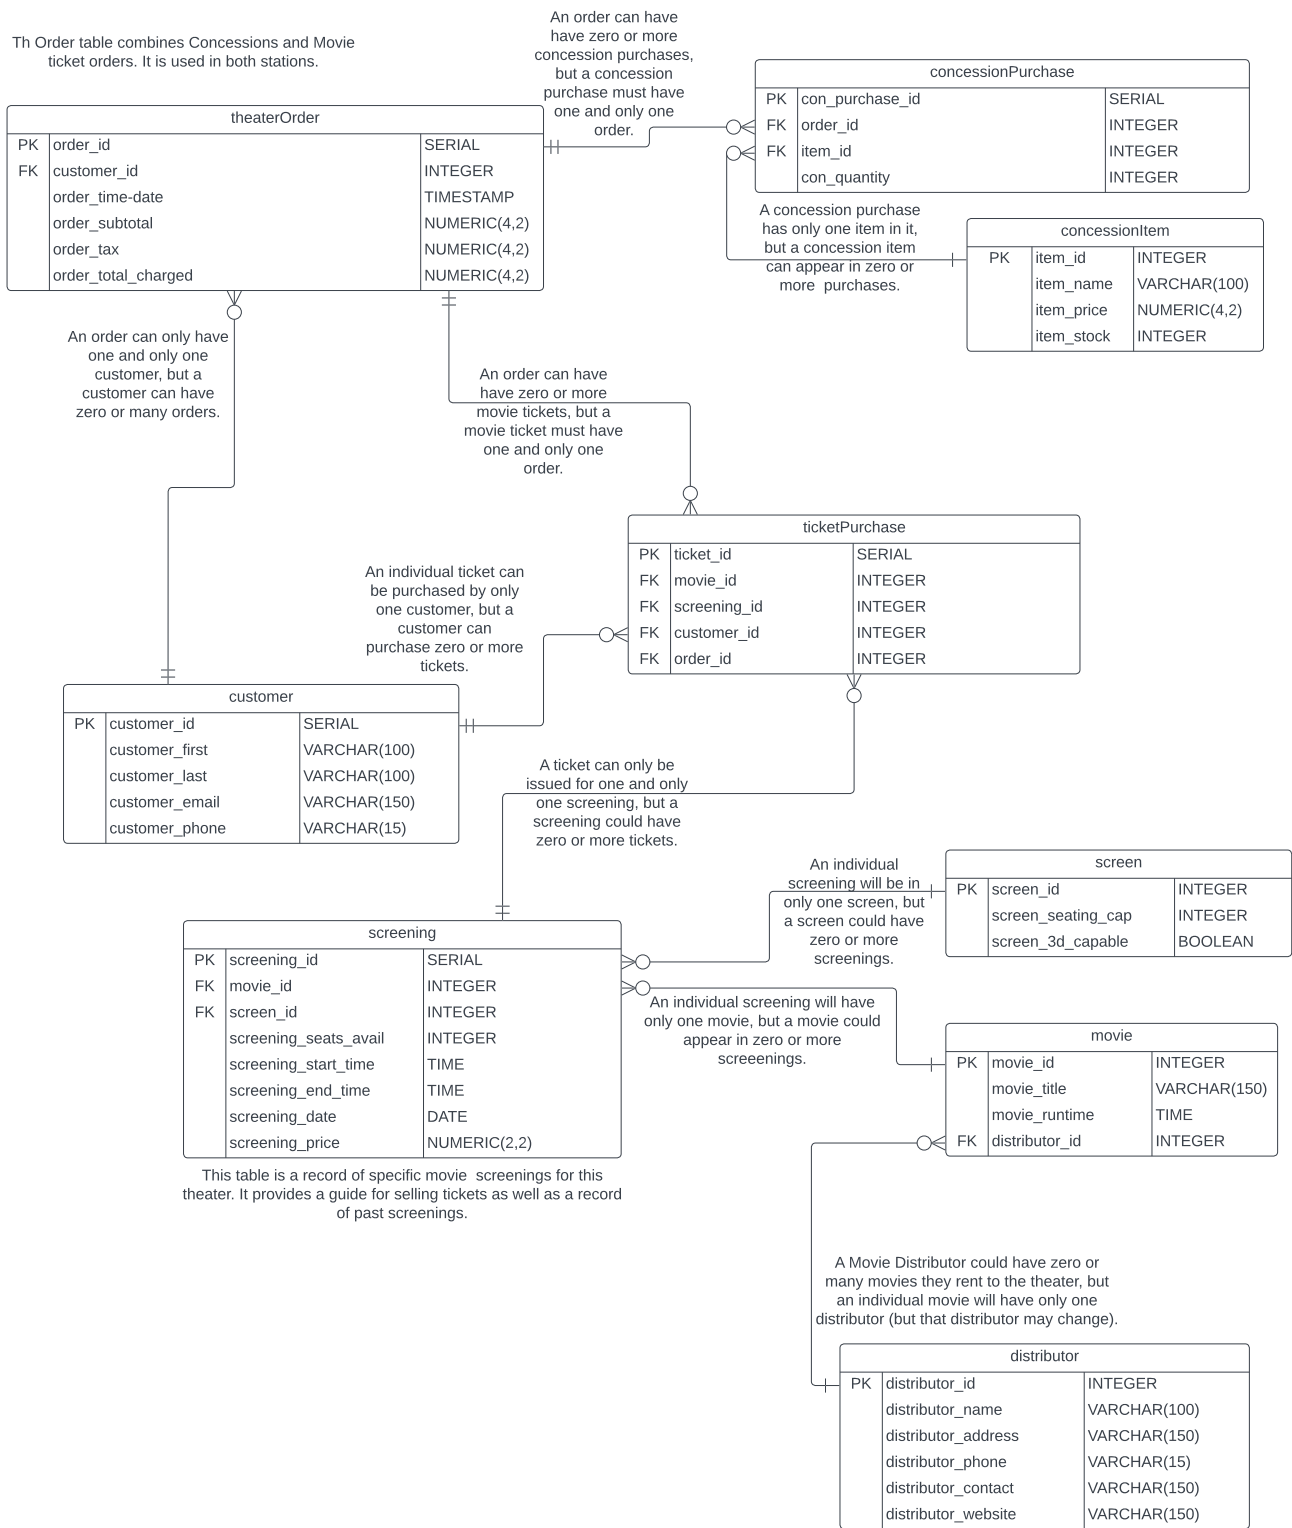 Th Order table combines Concessions and Movie
ticket orders. It is used in both stations.
An order can have
have zero or more
concession purchases,
but a concession
purchase must have
one and only one
order.
theaterOrder
PK order_id SERIAL
FK customer_id INTEGER
order_time-date TIMESTAMP
order_subtotal NUMERIC(4,2)
order_tax NUMERIC(4,2)
order_total_charged NUMERIC(4,2)
concessionPurchase
PK con_purchase_id SERIAL
FK order_id INTEGER
FK item_id INTEGER
con_quantity INTEGER
A concession purchase
has only one item in it,
but a concession item
can appear in zero or
more  purchases.
concessionItem
PK item_id INTEGER
item_name VARCHAR(100)
item_price NUMERIC(4,2)
item_stock INTEGER
An order can only have
one and only one
customer, but a
customer can have
zero or many orders.
An order can have
have zero or more
movie tickets, but a
movie ticket must have
one and only one
order.
ticketPurchase
PK ticket_id SERIAL
FK movie_id INTEGER
FK screening_id INTEGER
FK customer_id INTEGER
FK order_id INTEGER
An individual ticket can
be purchased by only
one customer, but a
customer can
purchase zero or more
tickets.
customer
PK customer_id SERIAL
customer_first VARCHAR(100)
customer_last VARCHAR(100)
customer_email VARCHAR(150)
customer_phone VARCHAR(15)
A ticket can only be
issued for one and only
one screening, but a
screening could have
zero or more tickets.
An individual
screening will be in
only one screen, but
a screen could have
zero or more
screenings.
screen
PK screen_id INTEGER
screen_seating_cap INTEGER
screen_3d_capable BOOLEAN
screening
PK screening_id SERIAL
FK movie_id INTEGER
FK screen_id INTEGER
screening_seats_avail INTEGER
screening_start_time TIME
screening_end_time TIME
screening_date DATE
screening_price NUMERIC(2,2)
An individual screening will have
only one movie, but a movie could
appear in zero or more
screeenings.
movie
PK movie_id INTEGER
movie_title VARCHAR(150)
movie_runtime TIME
FK distributor_id INTEGER
This table is a record of specific movie  screenings for this
theater. It provides a guide for selling tickets as well as a record
of past screenings.
A Movie Distributor could have zero or
many movies they rent to the theater, but
an individual movie will have only one
distributor (but that distributor may change).
distributor
PK distributor_id INTEGER
distributor_name VARCHAR(100)
distributor_address VARCHAR(150)
distributor_phone VARCHAR(15)
distributor_contact VARCHAR(150)
distributor_website VARCHAR(150)